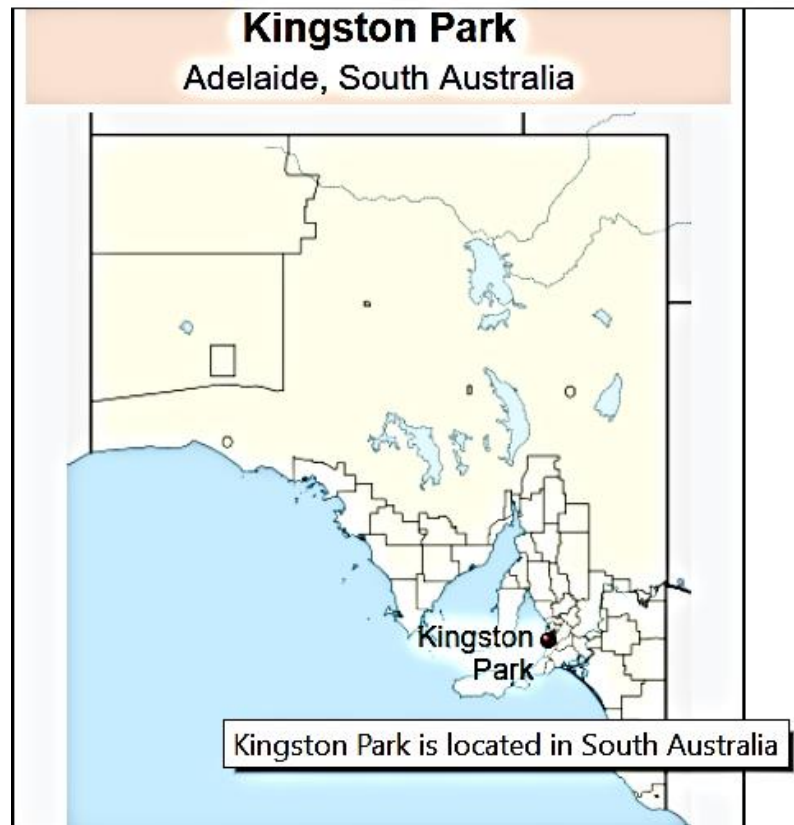 Kingston Park
Adelaide, South Australia
Kingston
Park
Kingston Park is located in South Australia